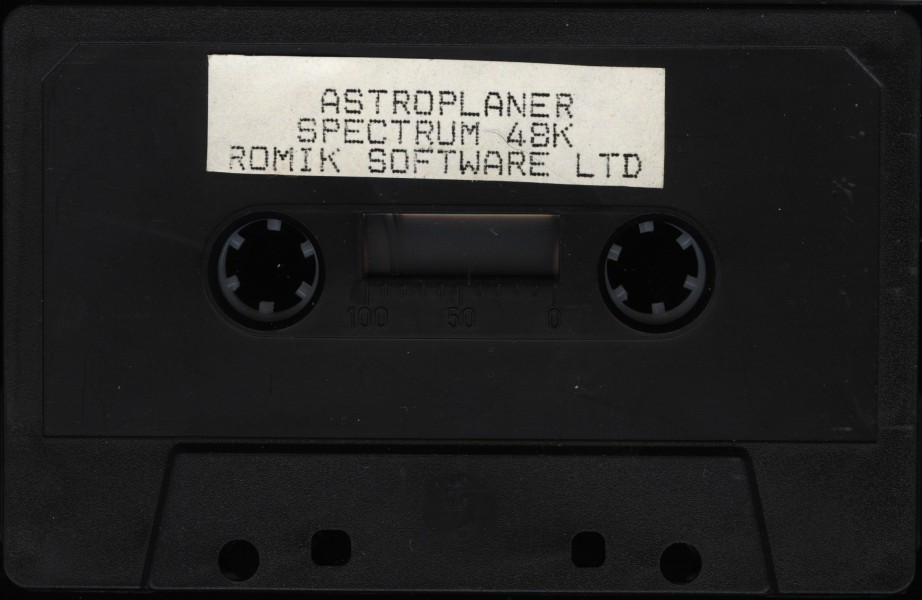 ASTROPLANER
SPECTRUM 48K
ROMIK SOFTWARE LTD
100 50 0